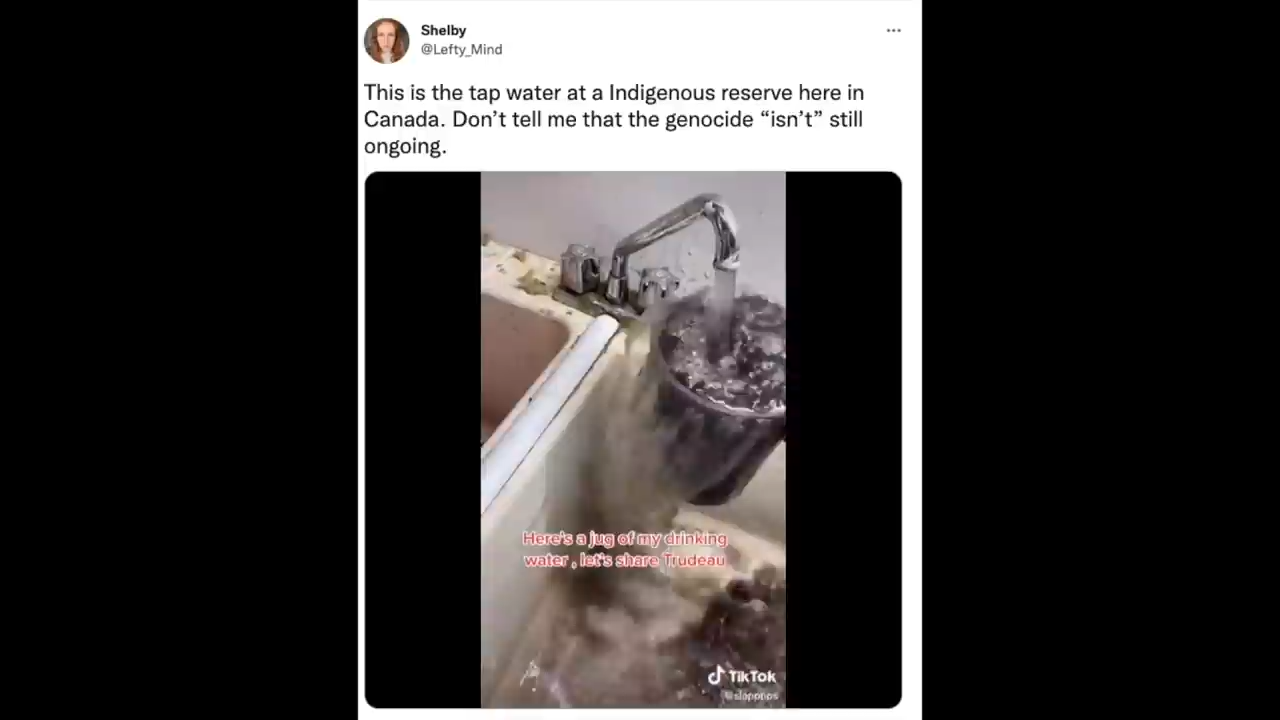 Shelby
@Lefty_Mind
This is the tap water at a Indigenous reserve here in
Canada. Don’t tell me that the genocide “isn’t” still
ongoing.
Here's a jug of my drinking
water , let's share Trudeau
TikTok